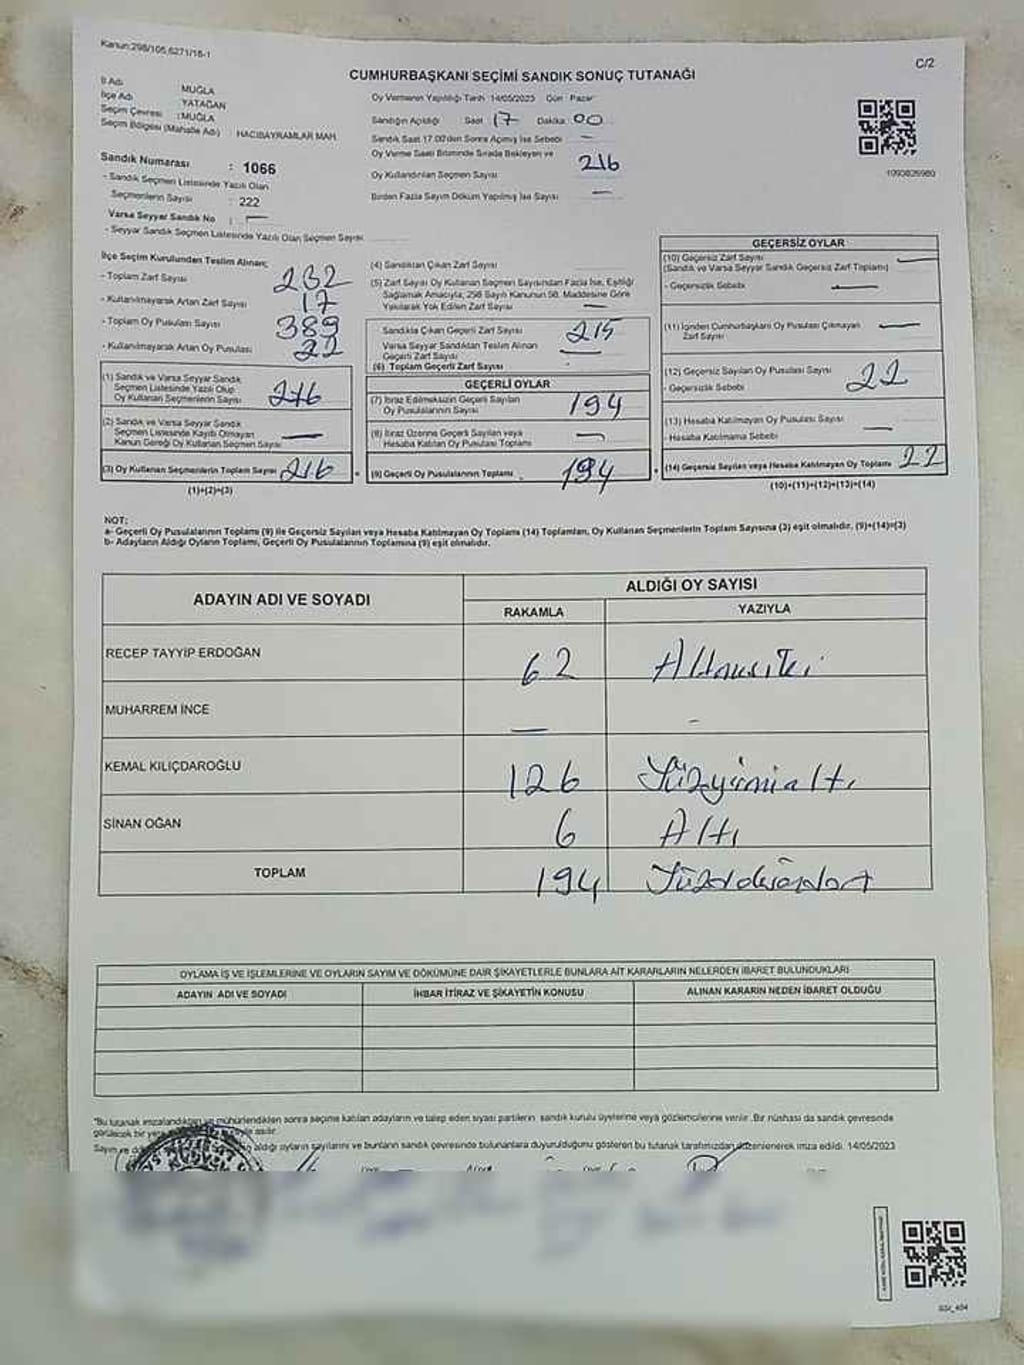 Kanun:298/105,6271/18-1
C/2
CUMHURBAŞKANI SEÇİMİ SANDIK SONUÇ TUTANAĞI
İl Adı MUĞLA
İlçe Adı YATAĞAN
Seçim Çevresi : MUĞLA
Seçim Bölgesi (Mahalle Adı) : HACIBAYRAMLAR MAH.
Sandık Numarası : 1066
- Sandık Seçmen Listesinde Yazılı Olan
Seçmenlerin Sayısı : 222
Varsa Seyyar Sandık No : —
- Seyyar Sandık Seçmen Listesinde Yazılı Olan Seçmen Sayısı
Oy Vermenin Yapıldığı Tarih 14/05/2023 Gün : Pazar
Sandığın Açıldığı Saat 17 Dakika: 00
Sandık Saat 17.00'den Sonra Açılmış İse Sebebi —
Oy Verme Saati Bitiminde Sırada Bekleyen ve
Oy Kullandırılan Seçmen Sayısı 216
Birden Fazla Sayım Döküm Yapılmış İse Sayısı —
1093826980
İlçe Seçim Kurulundan Teslim Alınan;
- Toplam Zarf Sayısı 232
- Kullanılmayarak Artan Zarf Sayısı 17
- Toplam Oy Pusulası Sayısı 389
- Kullanılmayarak Artan Oy Pusulası 22
(1) Sandık ve Varsa Seyyar Sandık
Seçmen Listesinde Yazılı Olup
Oy Kullanan Seçmenlerin Sayısı 216
(2) Sandık ve Varsa Seyyar Sandık
Seçmen Listesinde Kayıtlı Olmayan
Kanun Gereği Oy Kullanan Seçmen Sayısı —
(3) Oy Kullanan Seçmenlerin Toplam Sayısı 216
(1)+(2)=(3)
(4) Sandıktan Çıkan Zarf Sayısı
(5) Zarf Sayısı Oy Kullanan Seçmen Sayısından Fazla İse, Eşitliği
Sağlamak Amacıyla, 298 Sayılı Kanunun 98. Maddesine Göre
Yakılarak Yok Edilen Zarf Sayısı —
Sandıkta Çıkan Geçerli Zarf Sayısı 215
Varsa Seyyar Sandıktan Teslim Alınan
Geçerli Zarf Sayısı —
(6) Toplam Geçerli Zarf Sayısı
GEÇERLİ OYLAR
(7) İtiraz Edilmeksizin Geçerli Sayılan
Oy Pusulalarının Sayısı 194
(8) İtiraz Üzerine Geçerli Sayılan veya
Hesaba Katılan Oy Pusulası Toplamı —
(9) Geçerli Oy Pusulalarının Toplamı 194
GEÇERSİZ OYLAR
(10) Geçersiz Zarf Sayısı —
(Sandık ve Varsa Seyyar Sandık Geçersiz Zarf Toplamı)
- Geçersizlik Sebebi —
(11) İçinden Cumhurbaşkanı Oy Pusulası Çıkmayan
Zarf Sayısı —
(12) Geçersiz Sayılan Oy Pusulası Sayısı 22
- Geçersizlik Sebebi
(13) Hesaba Katılmayan Oy Pusulası Sayısı —
- Hesaba Katılmama Sebebi
(14) Geçersiz Sayılan veya Hesaba Katılmayan Oy Toplamı 22
(10)+(11)+(12)+(13)=(14)
NOT:
a- Geçerli Oy Pusulalarının Toplamı (9) ile Geçersiz Sayılan veya Hesaba Katılmayan Oy Toplamı (14) Toplamları, Oy Kullanan Seçmenlerin Toplam Sayısına (3) eşit olmalıdır. (9)+(14)=(3)
b- Adayların Aldığı Oyların Toplamı, Geçerli Oy Pusulalarının Toplamına (9) eşit olmalıdır.
ADAYIN ADI VE SOYADI ALDIĞI OY SAYISI
RAKAMLA YAZIYLA
RECEP TAYYİP ERDOĞAN 62 Altmışiki
MUHARREM İNCE — -
KEMAL KILIÇDAROĞLU 126 Yüzyirmialtı
SİNAN OĞAN 6 Altı
TOPLAM 194
OYLAMA İŞ VE İŞLEMLERİNE VE OYLARIN SAYIM VE DÖKÜMÜNE DAİR ŞİKAYETLERLE BUNLARA AİT KARARLARIN NELERDEN İBARET BULUNDUKLARI
ADAYIN ADI VE SOYADI İHBAR İTİRAZ VE ŞİKAYETİN KONUSU ALINAN KARARIN NEDEN İBARET OLDUĞU
*Bu tutanak imzalandıktan ve mühürlendikten sonra seçime katılan adayların ve talep eden siyasi partilerin sandık kurulu üyelerine veya gözlemcilerine verilir. Bir nüshası da sandık çevresinde
görülecek bir yere asılır.
Sayım ve aldığı oyların sayılarını ve bunların sandık çevresinde bulunanlara duyurulduğunu gösteren bu tutanak tarafımızdan düzenlenerek imza edildi. 14/05/2023